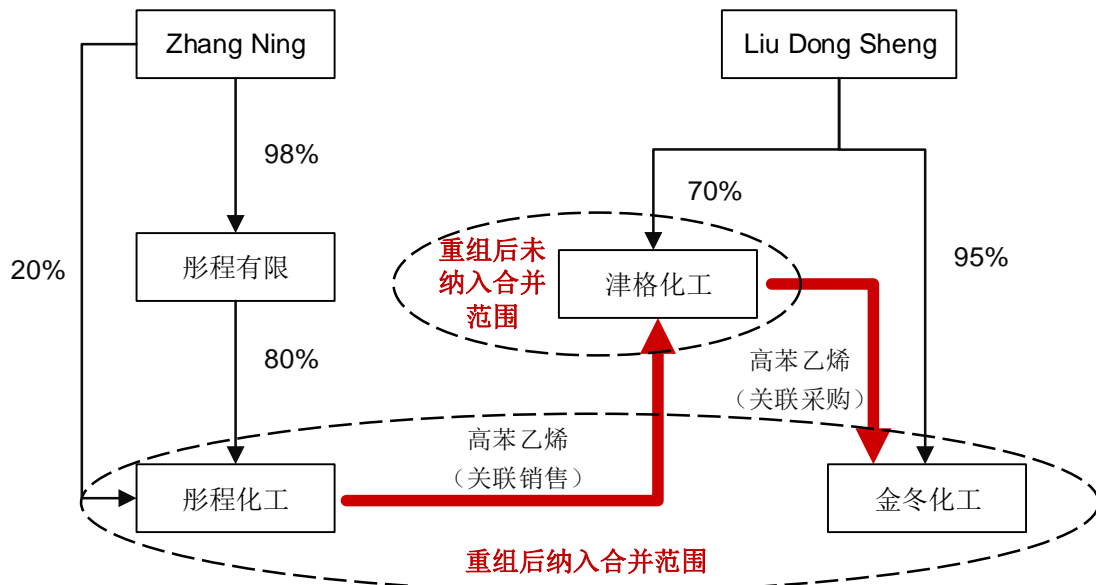 Zhang Ning
Liu Dong Sheng
98%
70%
20%
95%
彤程有限
重组后未
纳入合并
范围
津格化工
80%
高苯乙烯
（关联采购）
高苯乙烯
（关联销售）
彤程化工
金冬化工
重组后纳入合并范围